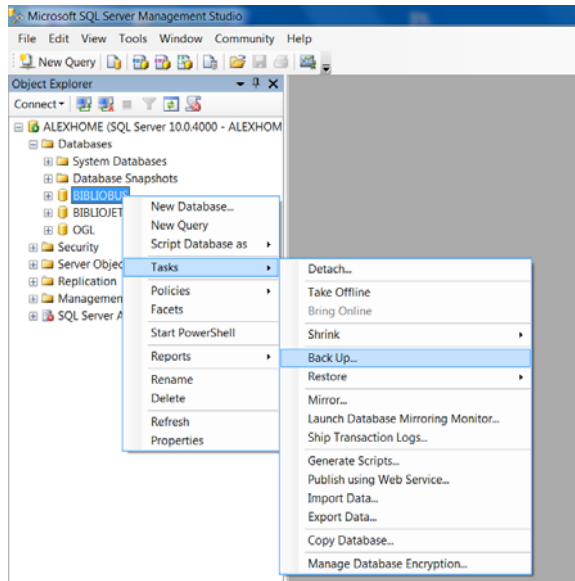 Microsoft SQL Server Management Studio
File Edit View Tools Window Community Help
New Query
Object Explorer
Connect
ALEXHOME (SQL Server 10.0.4000 - ALEXHOM
Databases
System Databases
Database Snapshots
BIBLIOBUS
BIBLIOJET
OGL
Security
Server Objec
Replication
Managemen
SQL Server A
New Database...
New Query
Script Database as
Tasks
Policies
Facets
Start PowerShell
Reports
Rename
Delete
Refresh
Properties
Detach...
Take Offline
Bring Online
Shrink
Back Up...
Restore
Mirror...
Launch Database Mirroring Monitor...
Ship Transaction Logs...
Generate Scripts...
Publish using Web Service...
Import Data...
Export Data...
Copy Database...
Manage Database Encryption...